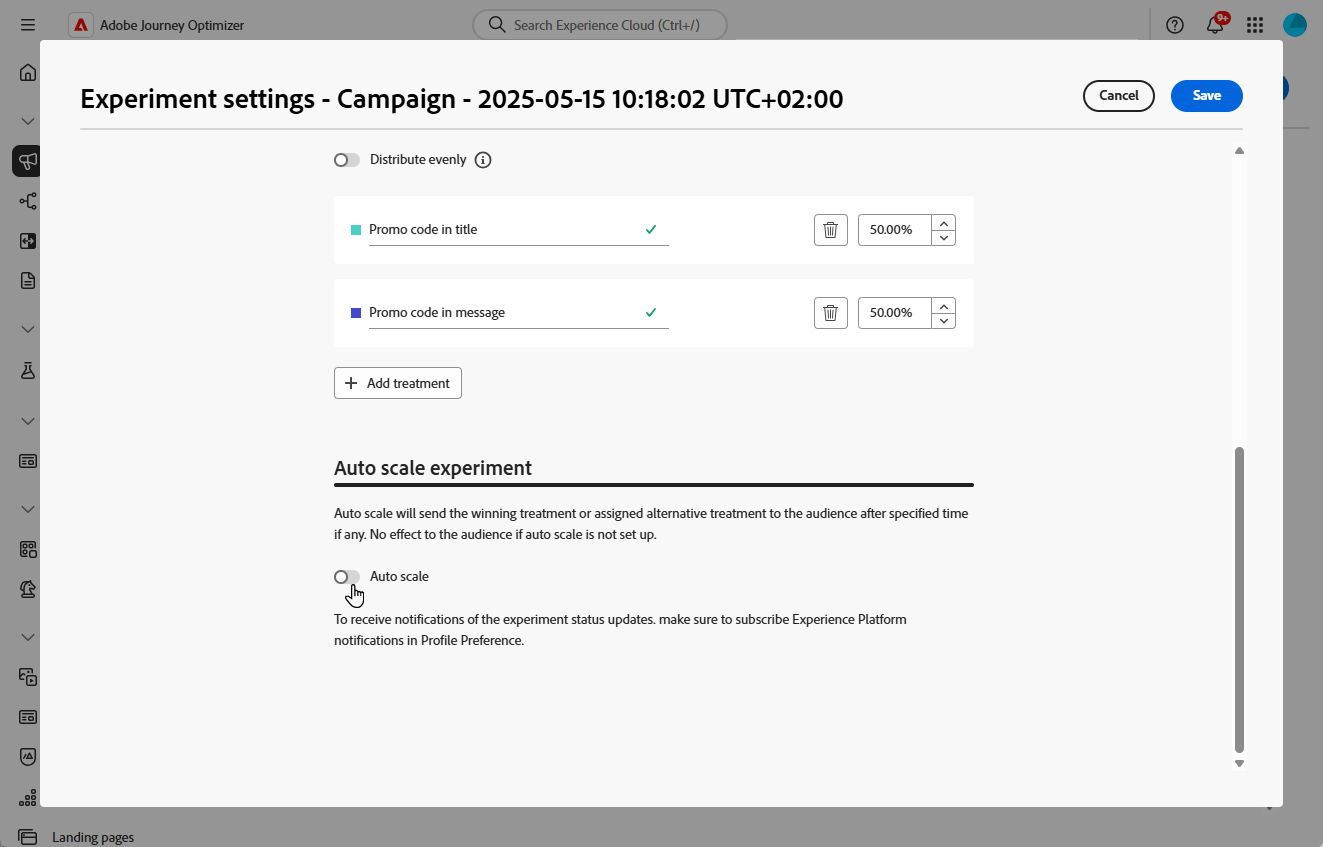 Adobe Journey Optimizer
Search Experience Cloud (Ctrl+/)
9+
Experiment settings - Campaign - 2025-05-15 10:18:02 UTC+02:00
Cancel
Save
Distribute evenly
Promo code in title
50.00%
Promo code in message
50.00%
Add treatment
Auto scale experiment
Auto scale will send the winning treatment or assigned alternative treatment to the audience after specified time
if any. No effect to the audience if auto scale is not set up.
Auto scale
To receive notifications of the experiment status updates. make sure to subscribe Experience Platform
notifications in Profile Preference.
Landing pages